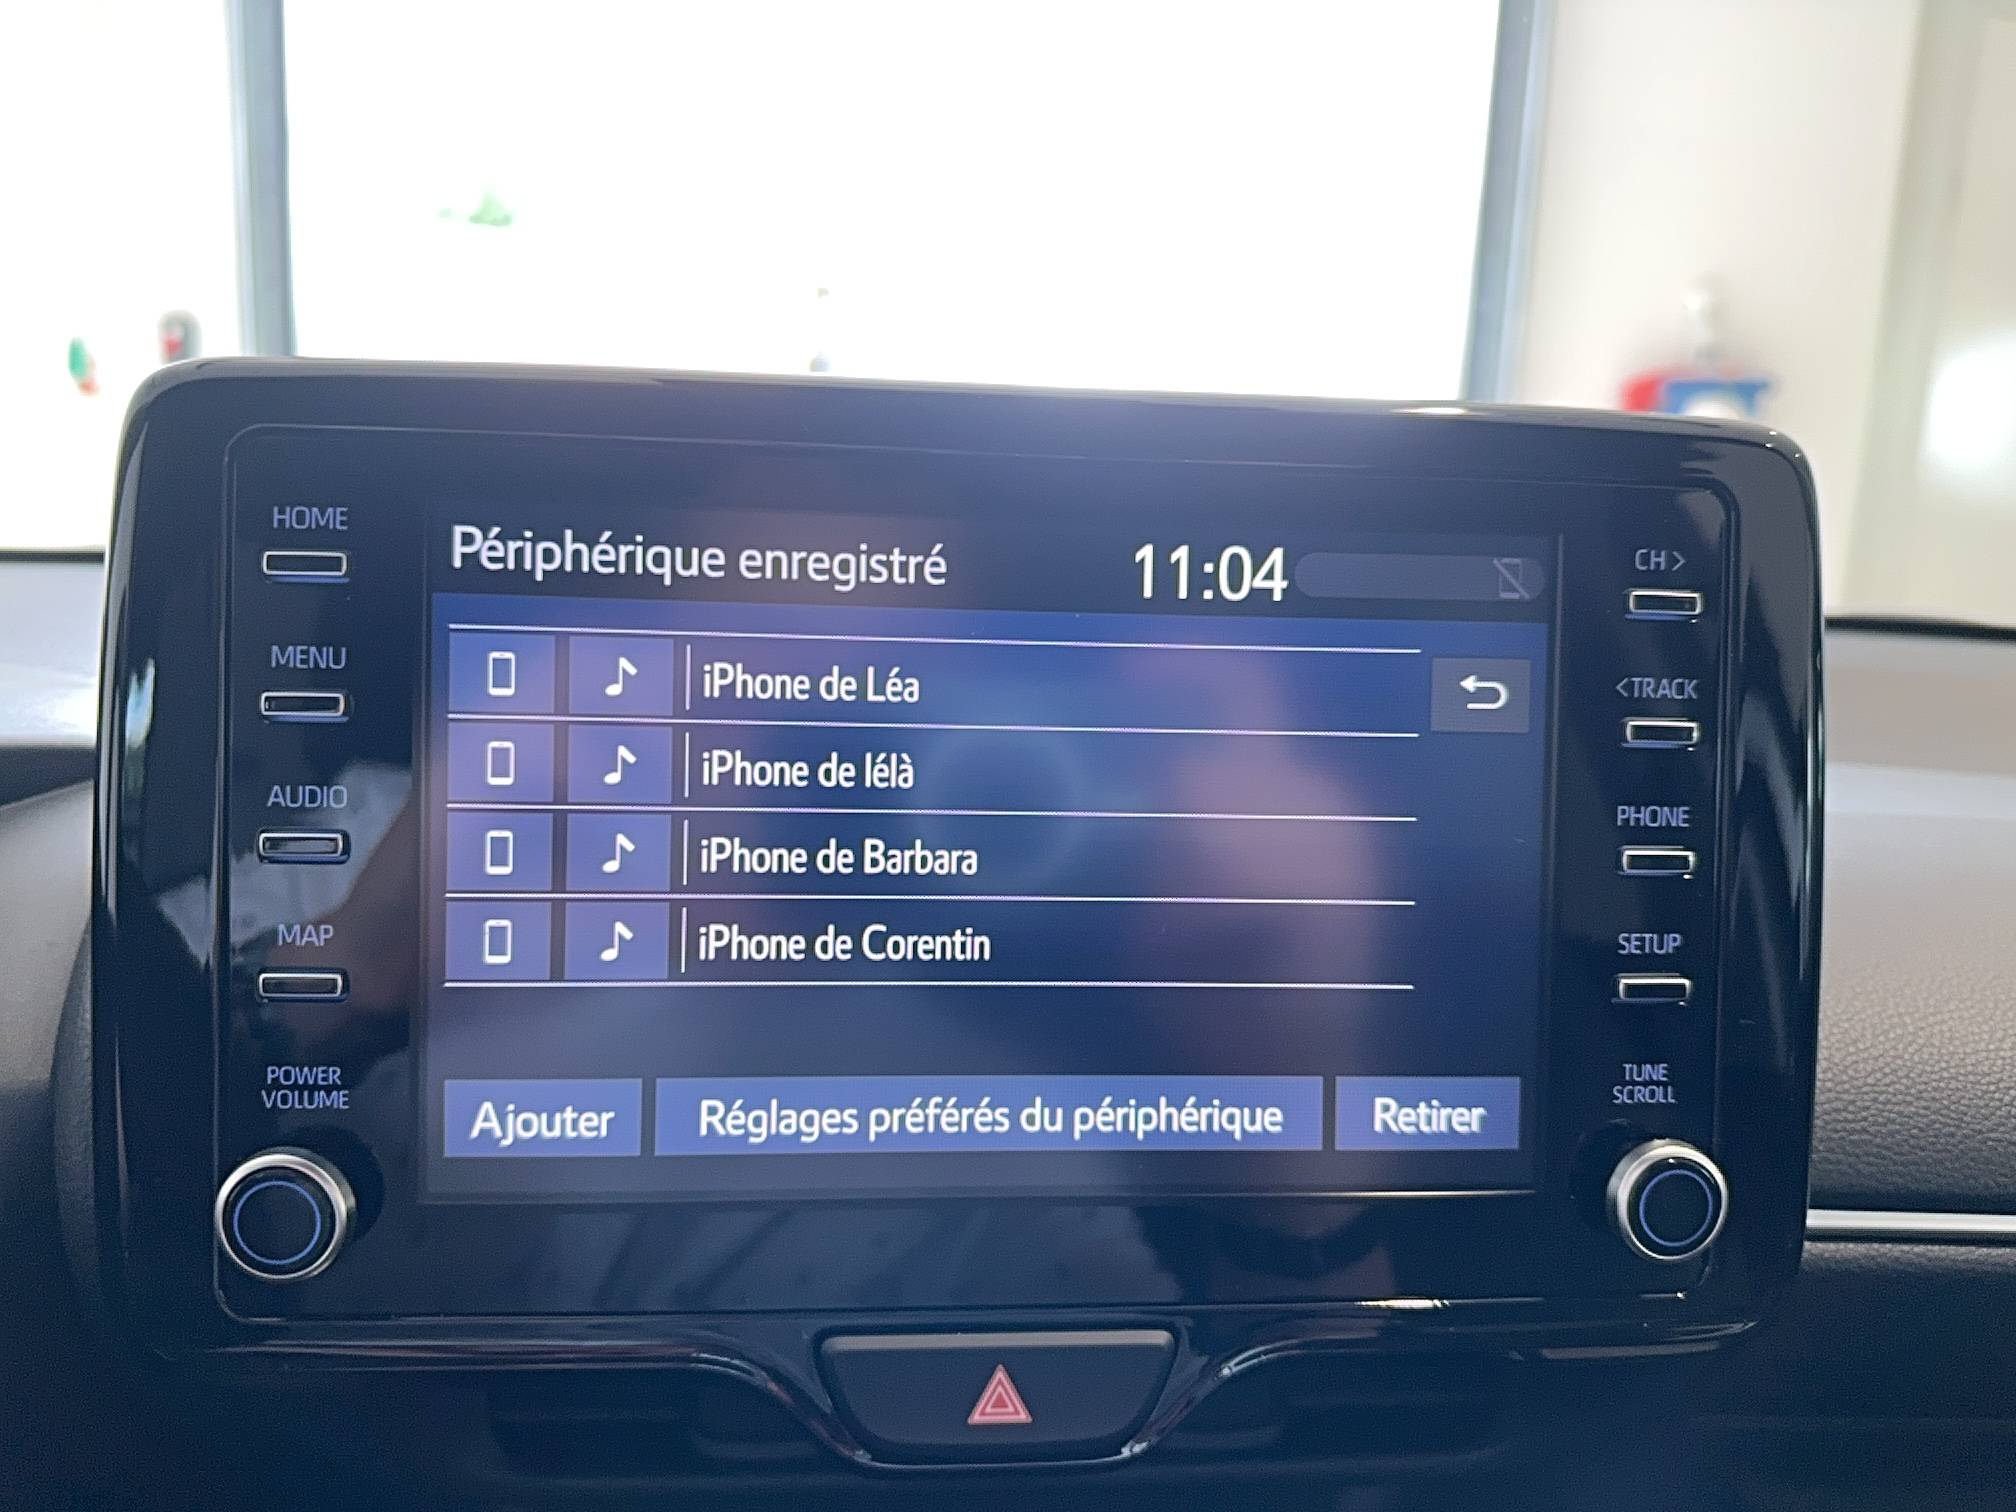 HOME
MENU
AUDIO
MAP
POWER
VOLUME
Périphérique enregistré
11:04
iPhone de Léa
iPhone de lélà
iPhone de Barbara
iPhone de Corentin
Ajouter
Réglages préférés du périphérique
Retirer
CH>
<TRACK
PHONE
SETUP
TUNE
SCROLL